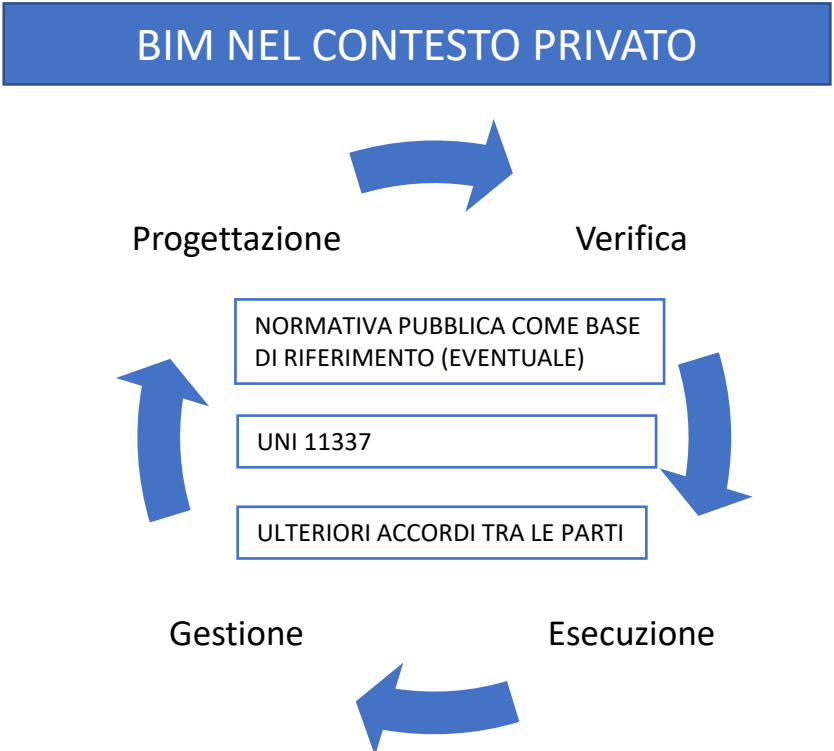 BIM NEL CONTESTO PRIVATO
Progettazione
Verifica
NORMATIVA PUBBLICA COME BASE
DI RIFERIMENTO (EVENTUALE)
UNI 11337
ULTERIORI ACCORDI TRA LE PARTI
Gestione
Esecuzione